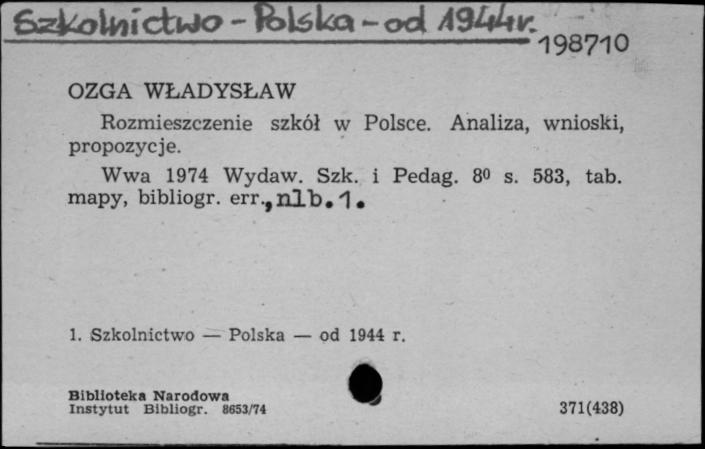 Szkolnictwo - Polska - od 1944r.
198710
OZGA WŁADYSŁAW
Rozmieszczenie szkół w Polsce. Analiza, wnioski,
propozycje.
Wwa 1974 Wydaw. Szk. i Pedag. 8⁰ s. 583, tab.
mapy, bibliogr. err., nlb. 1.
1. Szkolnictwo — Polska — od 1944 r.
Biblioteka Narodowa
Instytut Bibliogr. 8653/74
371(438)